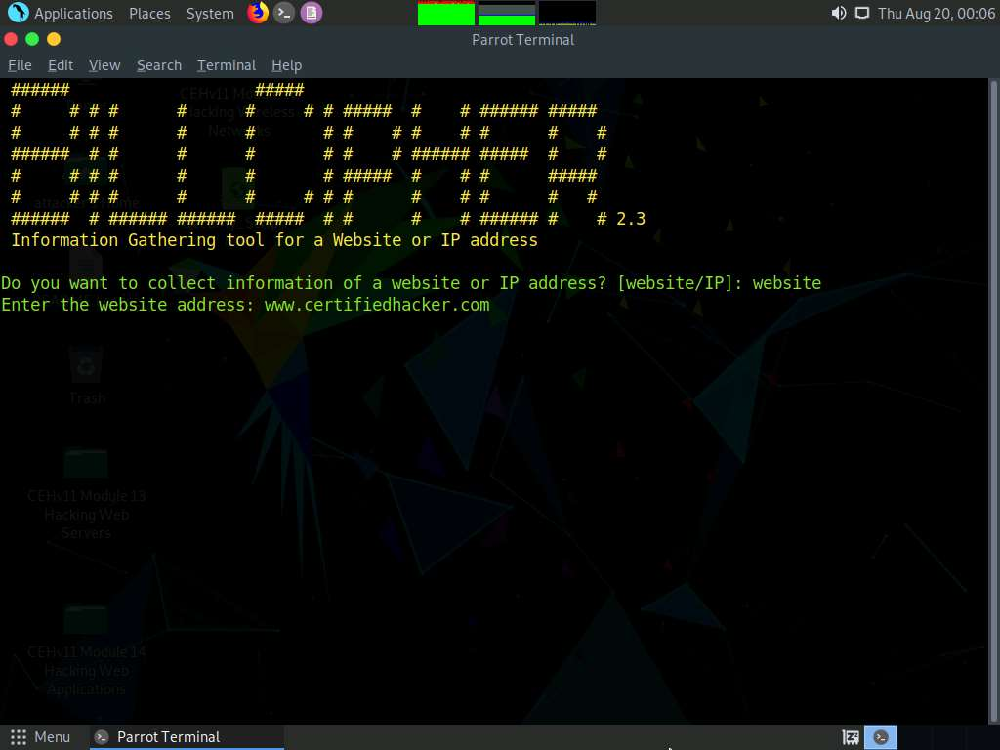 Applications Places System Thu Aug 20, 00:06
Parrot Terminal
File Edit View Search Terminal Help
###### #####
# # # # # # # # # ##### # # ###### #####
# # # # # # # # # # # # # # #
###### # # # # # # # ###### ##### # #
# # # # # # # ##### # # # #####
# # # # # # # # # # # # # # #
###### # ###### ###### ##### # # # # ###### # # 2.3
Information Gathering tool for a Website or IP address
Do you want to collect information of a website or IP address? [website/IP]: website
Enter the website address: www.certifiedhacker.com
Trash
CEHv11 Module 13
Hacking Web
Servers
CEHv11 Module 14
Hacking Web
Applications
Menu Parrot Terminal